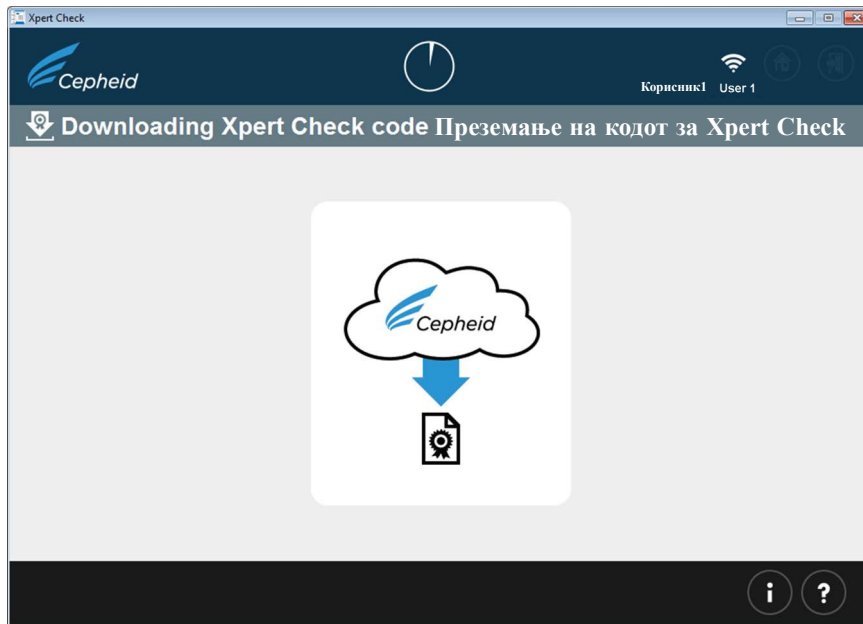 Xpert Check
Cepheid
Корисник1 User 1
Downloading Xpert Check code Преземање на кодот за Xpert Check
Cepheid
i ?